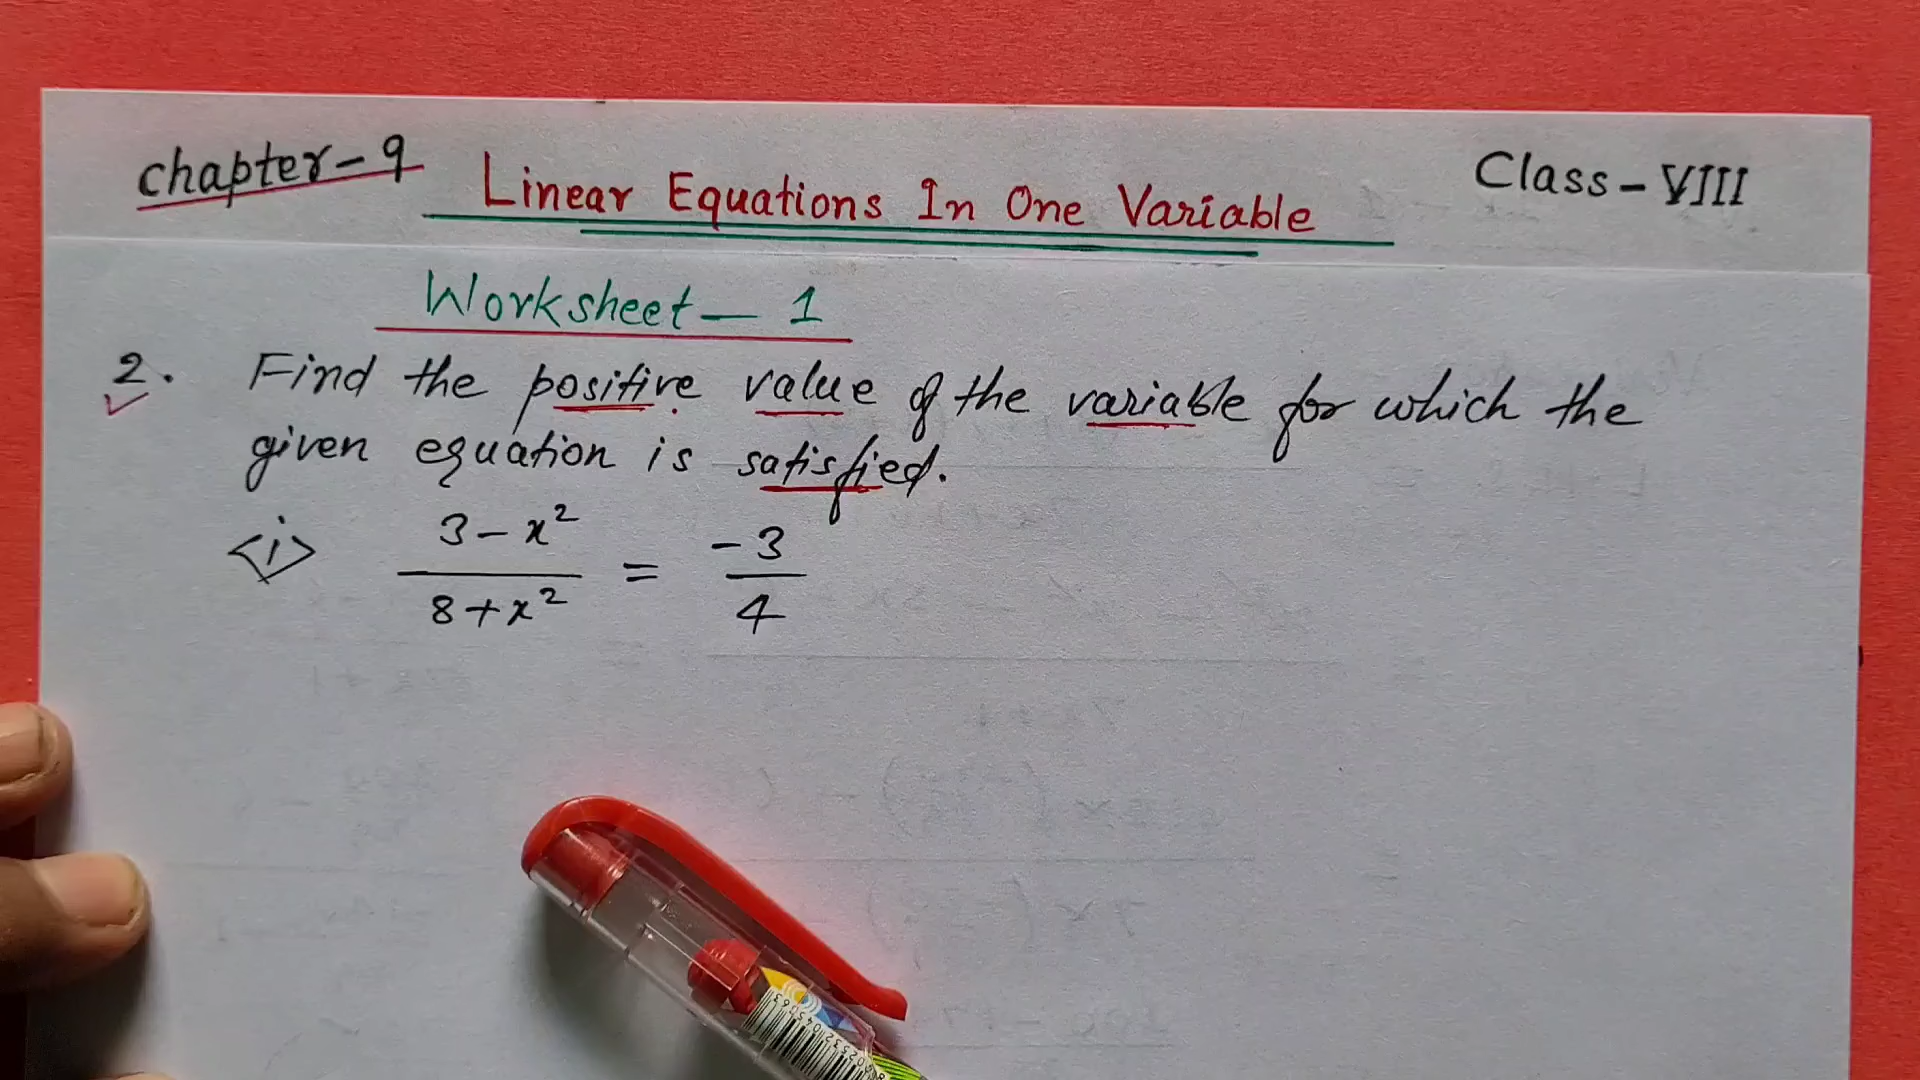 chapter-9 Linear Equations In One Variable Class-VIII
Worksheet-1
2. Find the positive value of the variable for which the
given equation is satisfied.
<i> (3-x²)/(8+x²) = -3/4